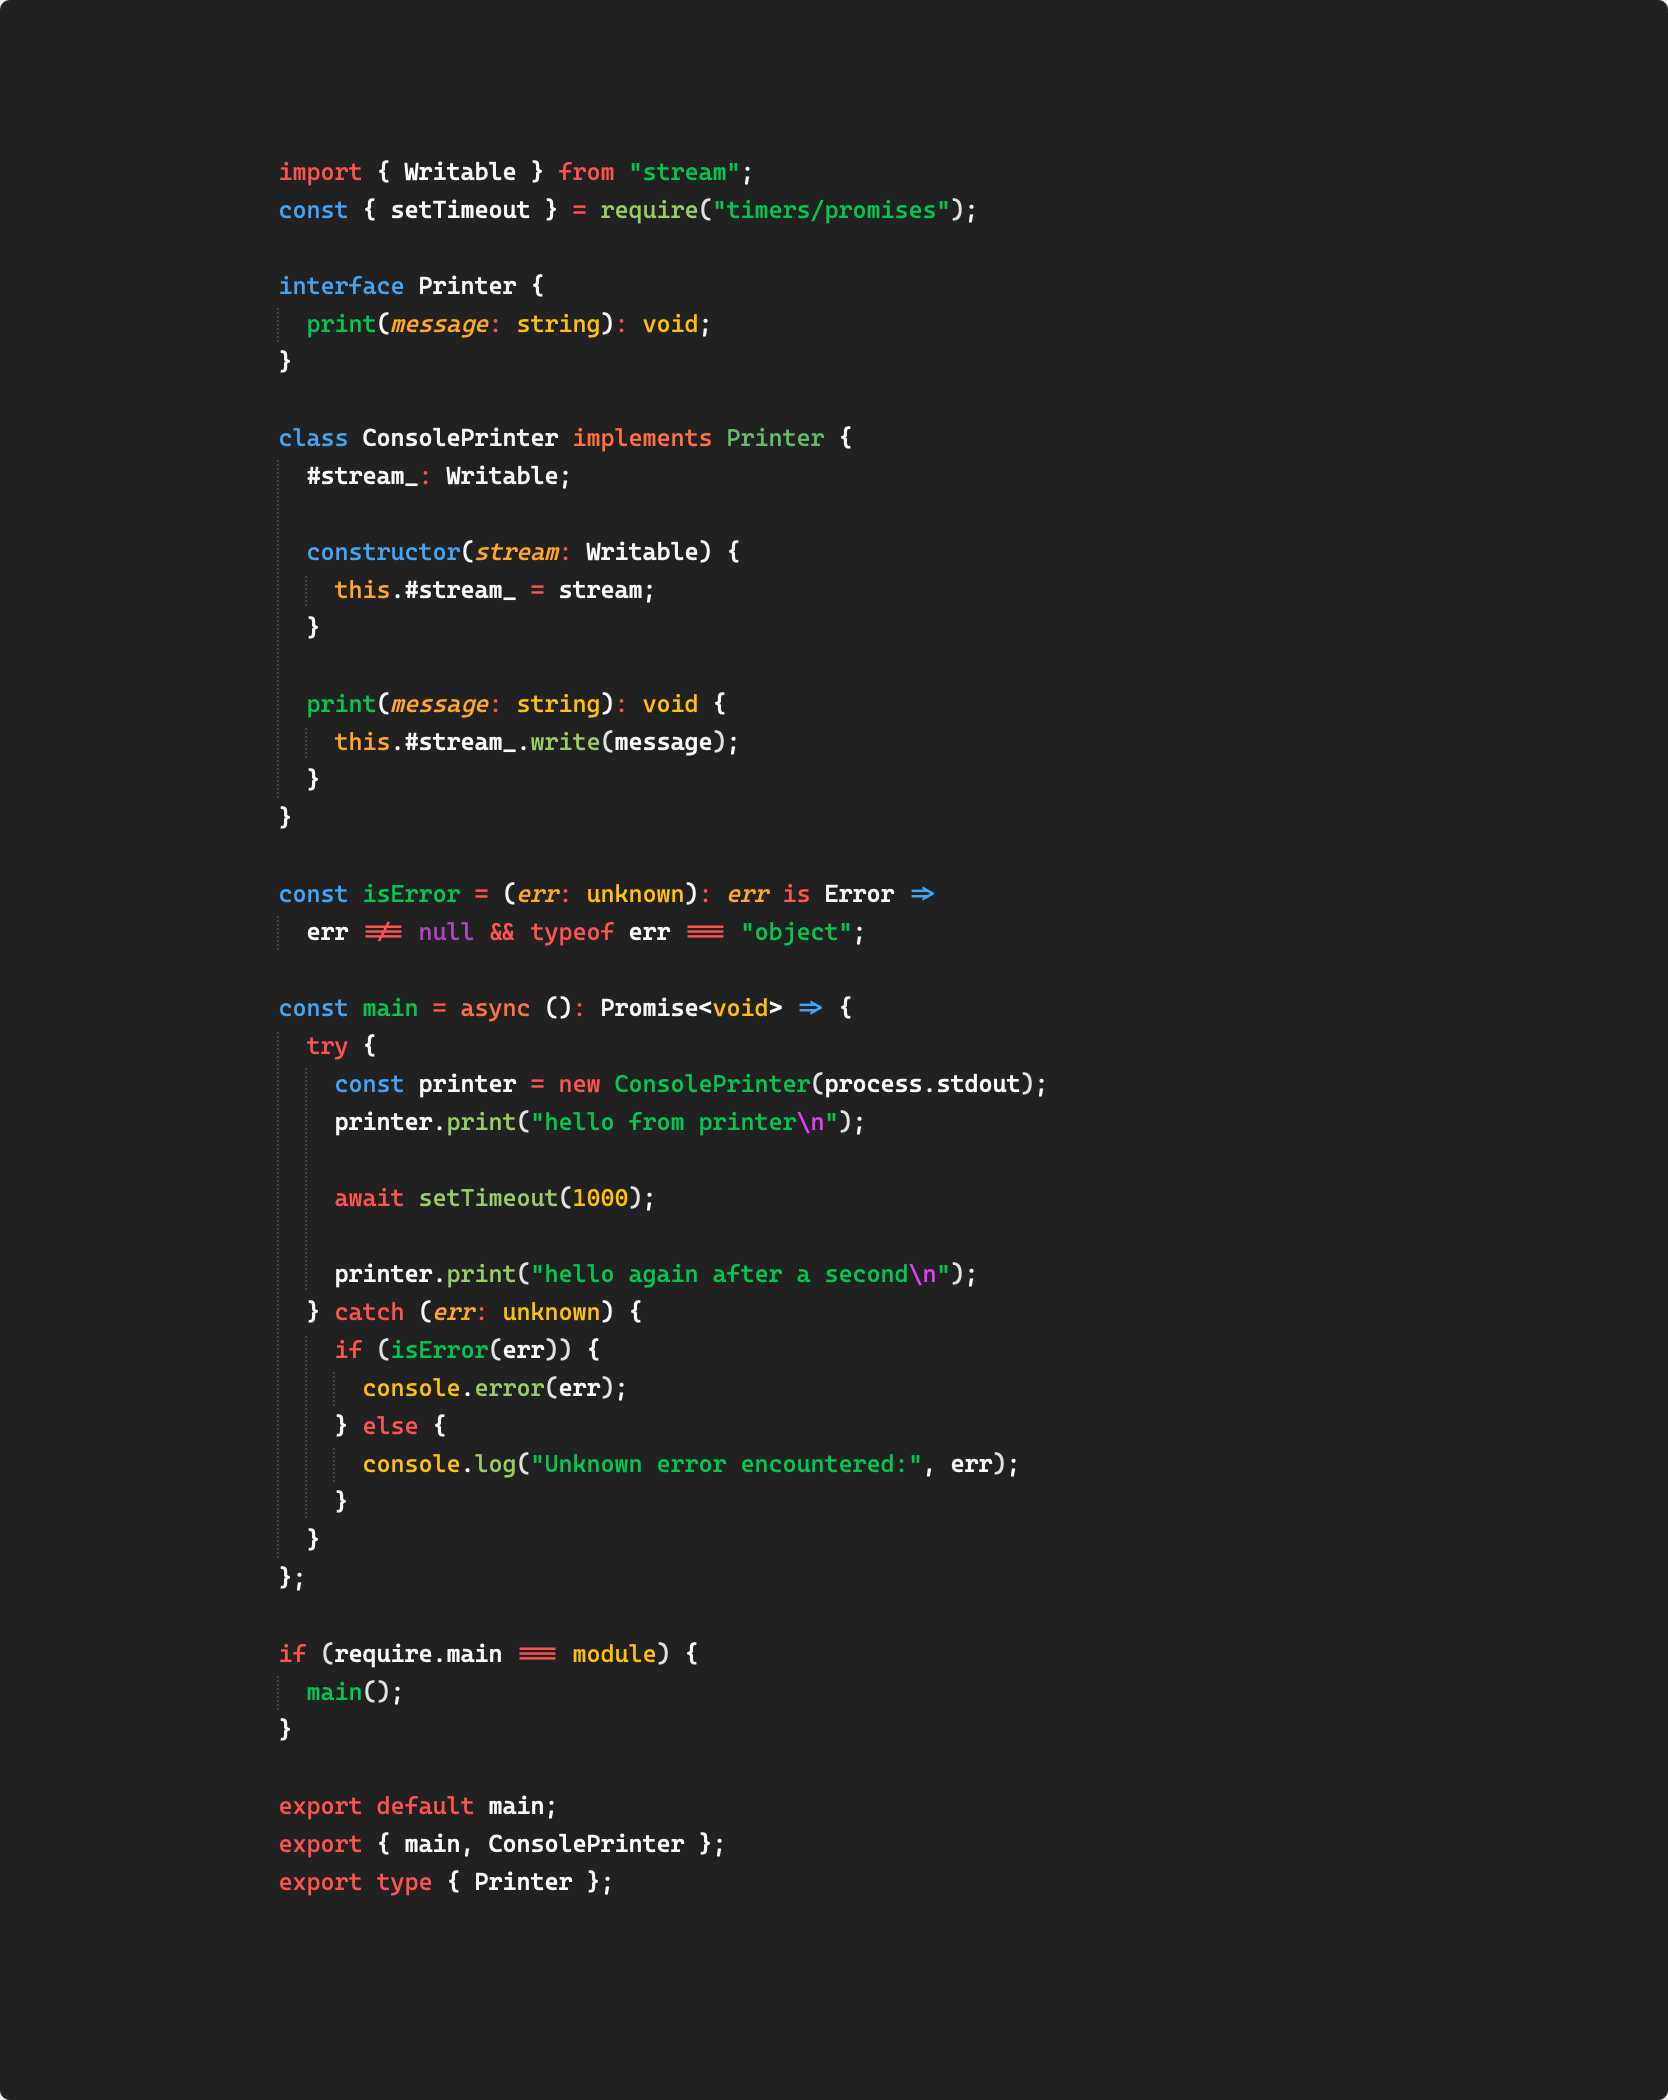 import { Writable } from "stream";
const { setTimeout } = require("timers/promises");

interface Printer {
  print(message: string): void;
}

class ConsolePrinter implements Printer {
  #stream_: Writable;

  constructor(stream: Writable) {
    this.#stream_ = stream;
  }

  print(message: string): void {
    this.#stream_.write(message);
  }
}

const isError = (err: unknown): err is Error =>
  err !== null && typeof err === "object";

const main = async (): Promise<void> => {
  try {
    const printer = new ConsolePrinter(process.stdout);
    printer.print("hello from printer\n");

    await setTimeout(1000);

    printer.print("hello again after a second\n");
  } catch (err: unknown) {
    if (isError(err)) {
      console.error(err);
    } else {
      console.log("Unknown error encountered:", err);
    }
  }
};

if (require.main === module) {
  main();
}

export default main;
export { main, ConsolePrinter };
export type { Printer };